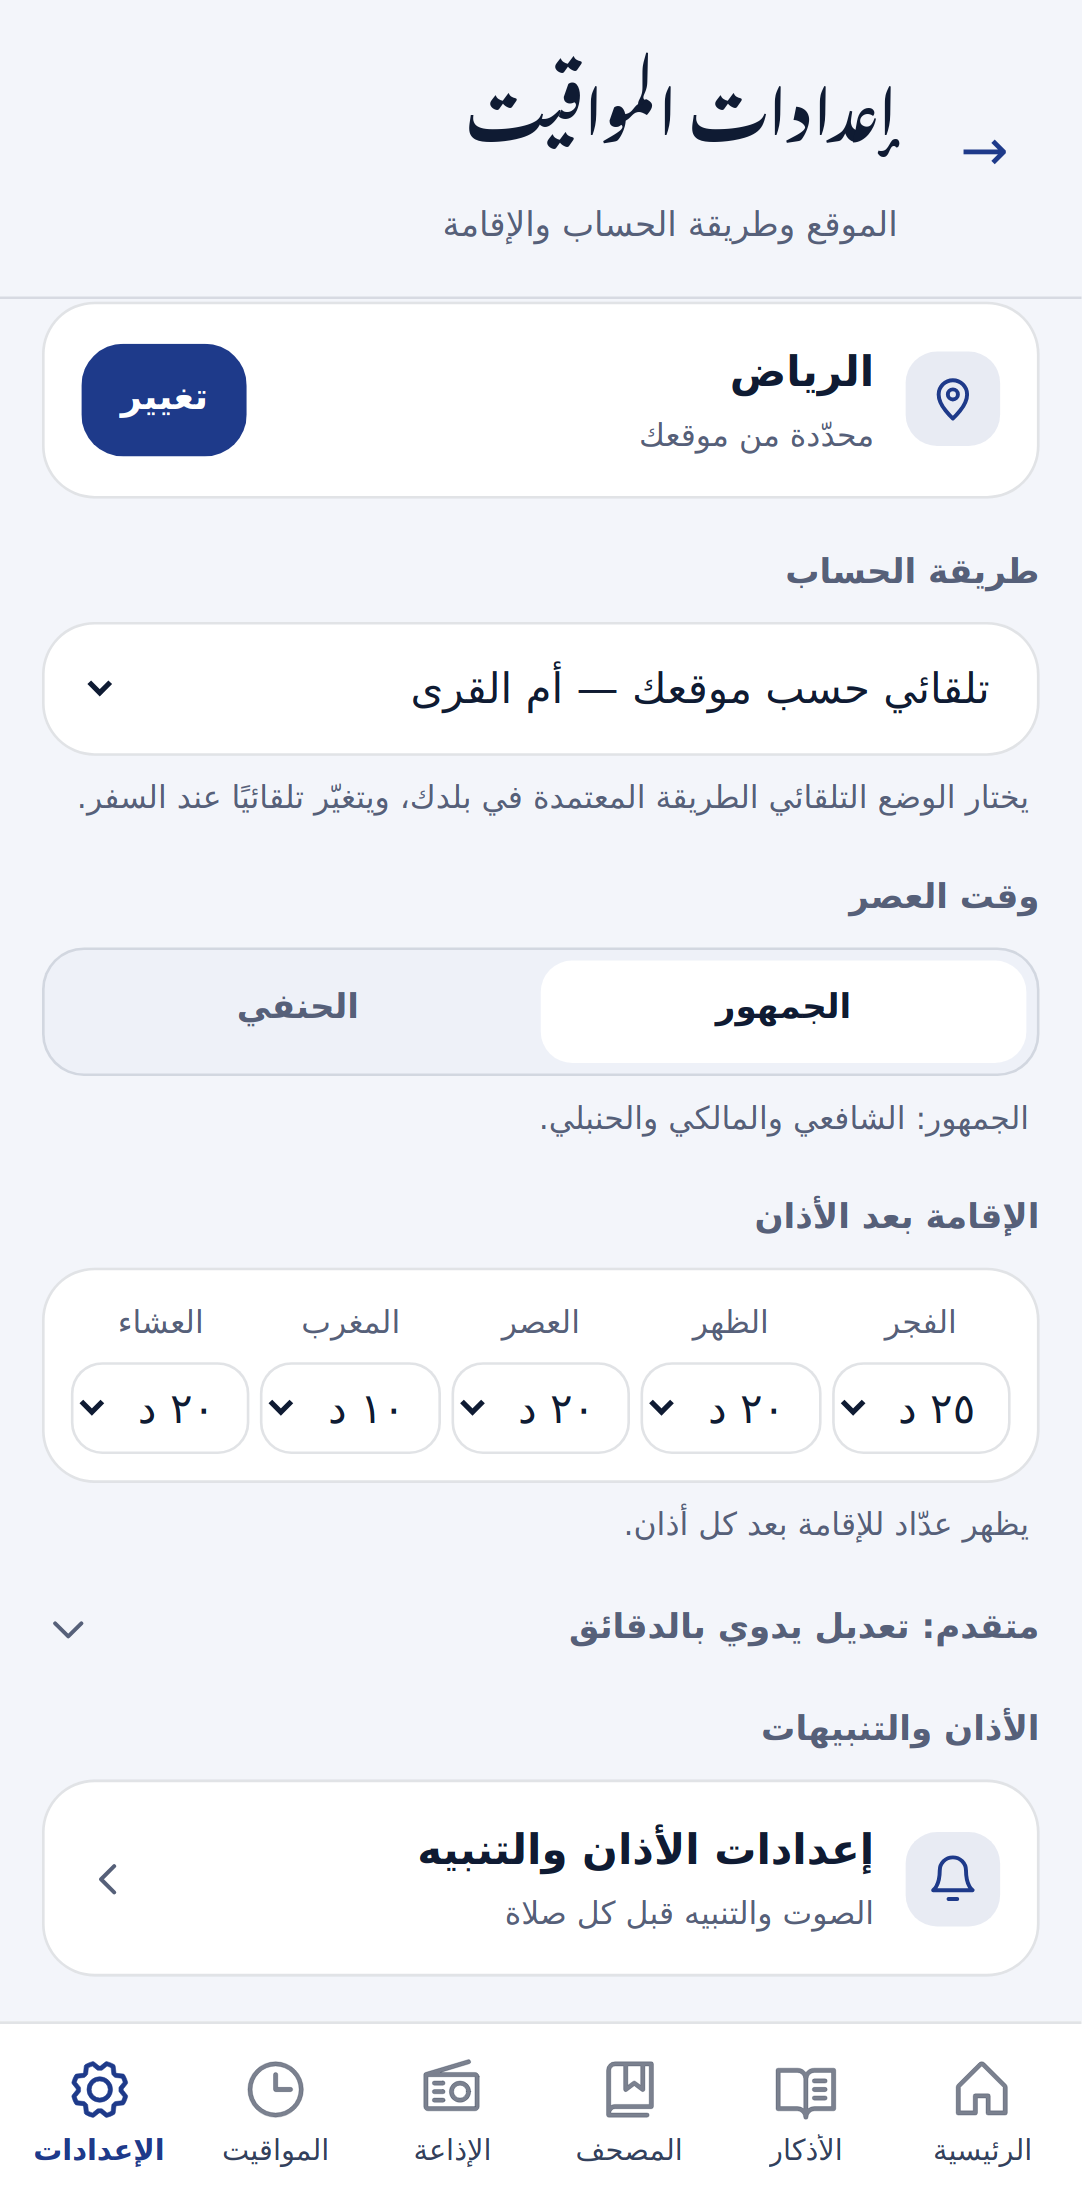 إعدادات المواقيت
الموقع وطريقة الحساب والإقامة
الرياض
محدّدة من موقعك
تغيير
طريقة الحساب
تلقائي حسب موقعك — أم القرى
يختار الوضع التلقائي الطريقة المعتمدة في بلدك، ويتغيّر تلقائيًا عند السفر.
وقت العصر
الجمهور الحنفي
الجمهور: الشافعي والمالكي والحنبلي.
الإقامة بعد الأذان
الفجر الظهر العصر المغرب العشاء
٢٥ د ٢٠ د ٢٠ د ١٠ د ٢٠ د
يظهر عدّاد للإقامة بعد كل أذان.
متقدم: تعديل يدوي بالدقائق
الأذان والتنبيهات
إعدادات الأذان والتنبيه
الصوت والتنبيه قبل كل صلاة
الرئيسية الأذكار المصحف الإذاعة المواقيت الإعدادات